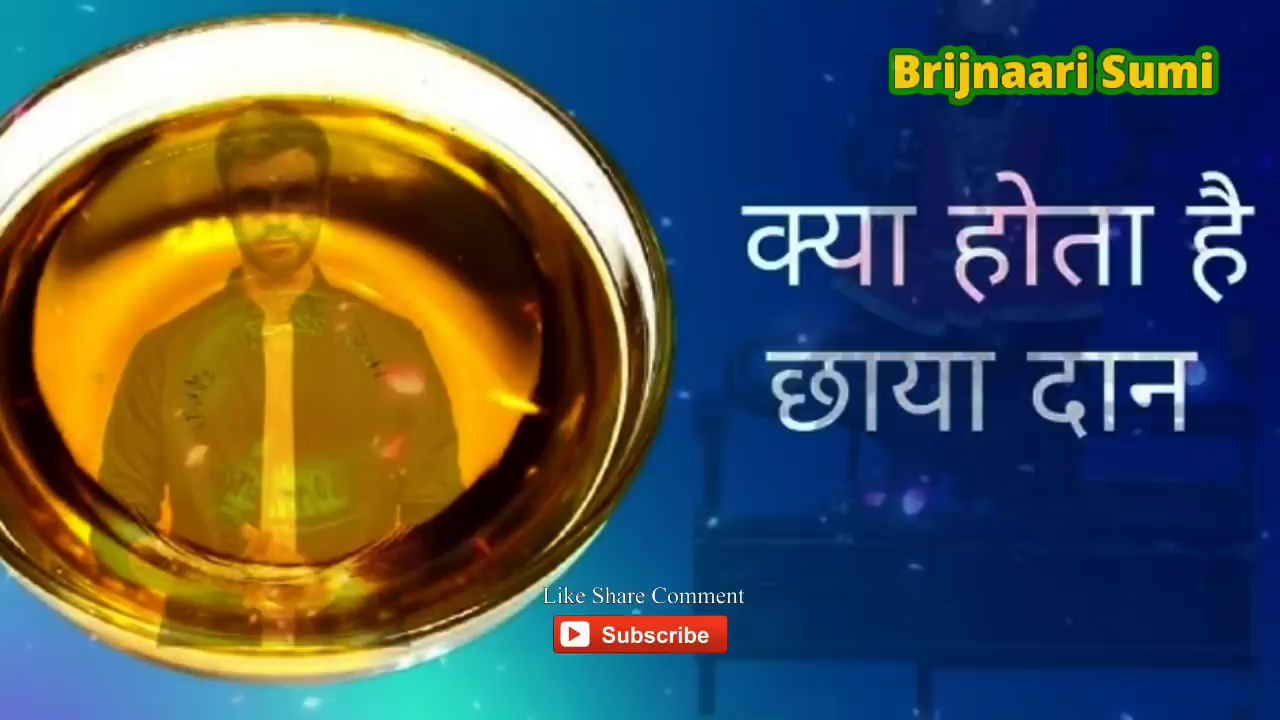 Brijnaari Sumi
क्या होता है
छाया दान
Like Share Comment
Subscribe